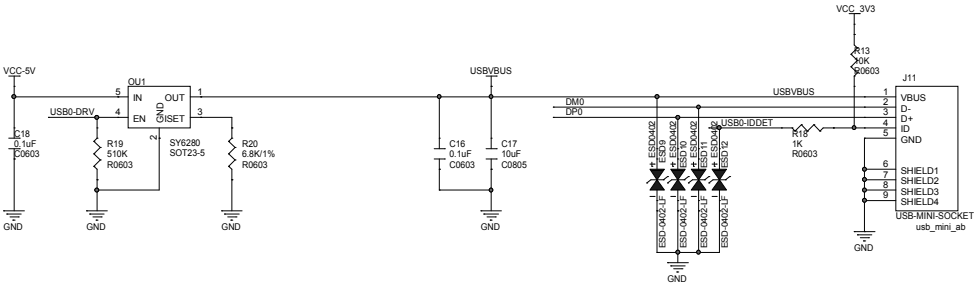 VCC_3V3
R13
10K
R0603
J11
VCC-5V
OU1
USBVBUS
USBVBUS
5 IN OUT 1
USB0-DRV 4 EN ISET 3
GND
2
SY6280
SOT23-5
C18
0.1uF
C0603
R19
510K
R0603
R20
6.8K/1%
R0603
C16
0.1uF
C0603
C17
10uF
C0805
DM0
DP0
USB0-IDDET
R18
1K
R0603
ESD0402
ESD9
ESD-0402-LF
ESD0402
ESD10
ESD-0402-LF
ESD0402
ESD11
ESD-0402-LF
ESD0402
ESD12
ESD-0402-LF
1 VBUS
2 D-
3 D+
4 ID
5 GND
6 SHIELD1
7 SHIELD2
8 SHIELD3
9 SHIELD4
USB-MINI-SOCKET
usb_mini_ab
GND
GND
GND
GND
GND
GND
GND